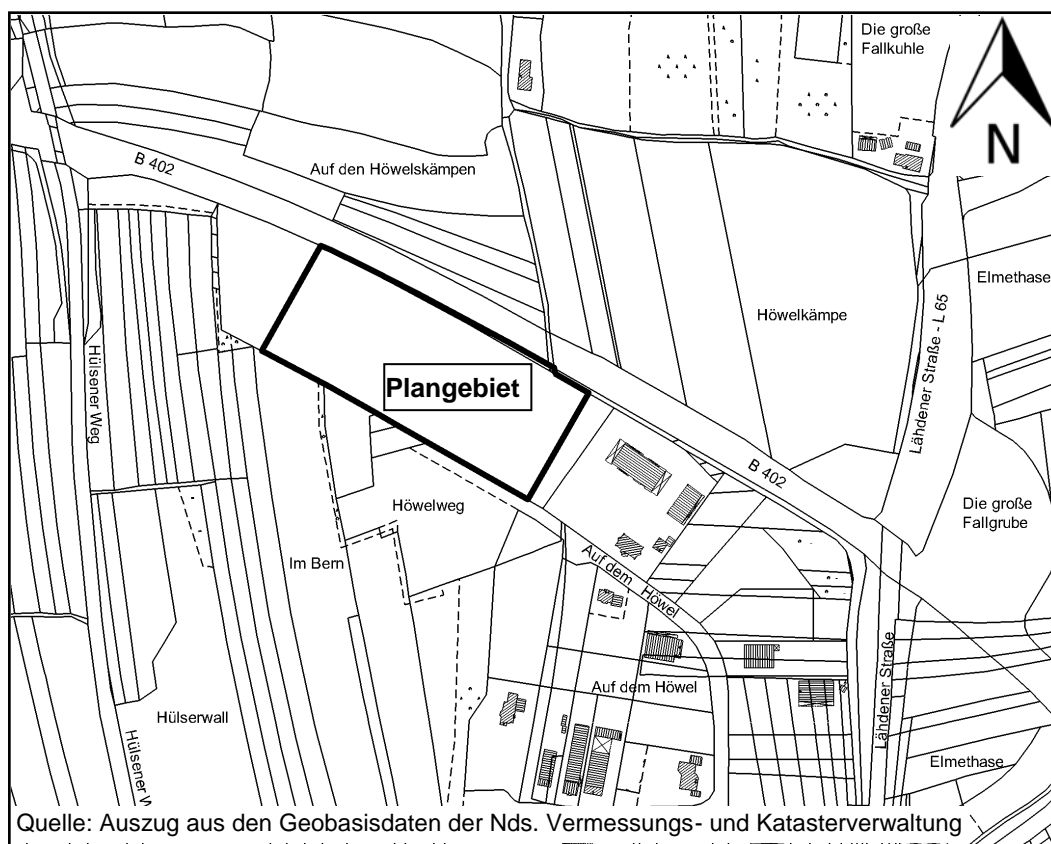 Die große
Fallkuhle
N
B 402
Auf den Höwelskämpen
Elmethase
Höwelkämpe
Lähdener Straße - L 65
Hülsener Weg
Plangebiet
B 402
Höwelweg
Die große
Fallgrube
Im Bern
Auf dem Höwel
Auf dem Höwel
Lähdener Straße
Hülserwall
Hülsener W
Elmethase
Quelle: Auszug aus den Geobasisdaten der Nds. Vermessungs- und Katasterverwaltung